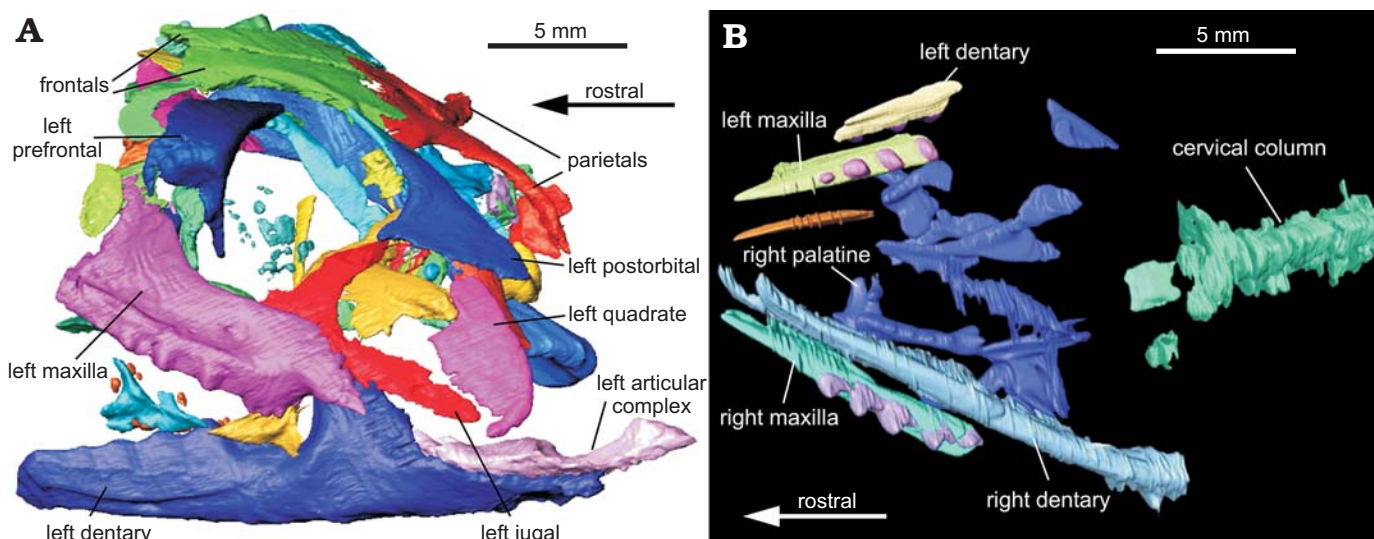 A
5 mm
frontals
rostral
left
prefrontal
parietals
left postorbital
left quadrate
left maxilla
left articular
complex
left dentary
left jugal
B
5 mm
left dentary
left maxilla
cervical column
right palatine
right maxilla
right dentary
rostral